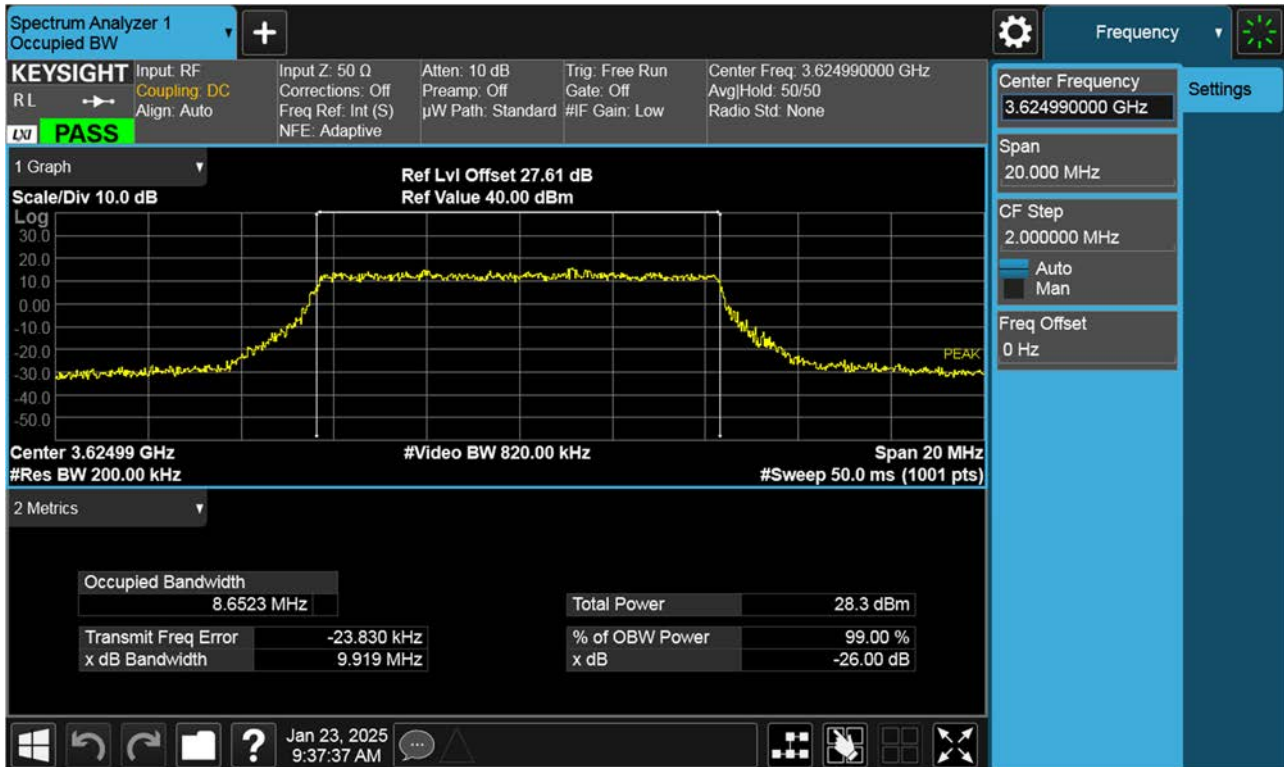 Spectrum Analyzer 1
Occupied BW
+
Frequency
KEYSIGHT
RL
LXI
PASS
Input: RF
Coupling: DC
Align: Auto
Input Z: 50 Ω
Corrections: Off
Freq Ref: Int (S)
NFE: Adaptive
Atten: 10 dB
Preamp: Off
µW Path: Standard
Trig: Free Run
Gate: Off
#IF Gain: Low
Center Freq: 3.624990000 GHz
Avg|Hold: 50/50
Radio Std: None
Center Frequency
3.624990000 GHz
Settings
Span
20.000 MHz
CF Step
2.000000 MHz
Auto
Man
Freq Offset
0 Hz
1 Graph
Scale/Div 10.0 dB
Ref Lvl Offset 27.61 dB
Ref Value 40.00 dBm
Log
30.0
20.0
10.0
0.00
-10.0
-20.0
-30.0
-40.0
-50.0
PEAK
Center 3.62499 GHz
#Video BW 820.00 kHz
Span 20 MHz
#Res BW 200.00 kHz
#Sweep 50.0 ms (1001 pts)
2 Metrics
Occupied Bandwidth
8.6523 MHz
Total Power 28.3 dBm
Transmit Freq Error -23.830 kHz
% of OBW Power 99.00 %
x dB Bandwidth 9.919 MHz
x dB -26.00 dB
?
Jan 23, 2025
9:37:37 AM